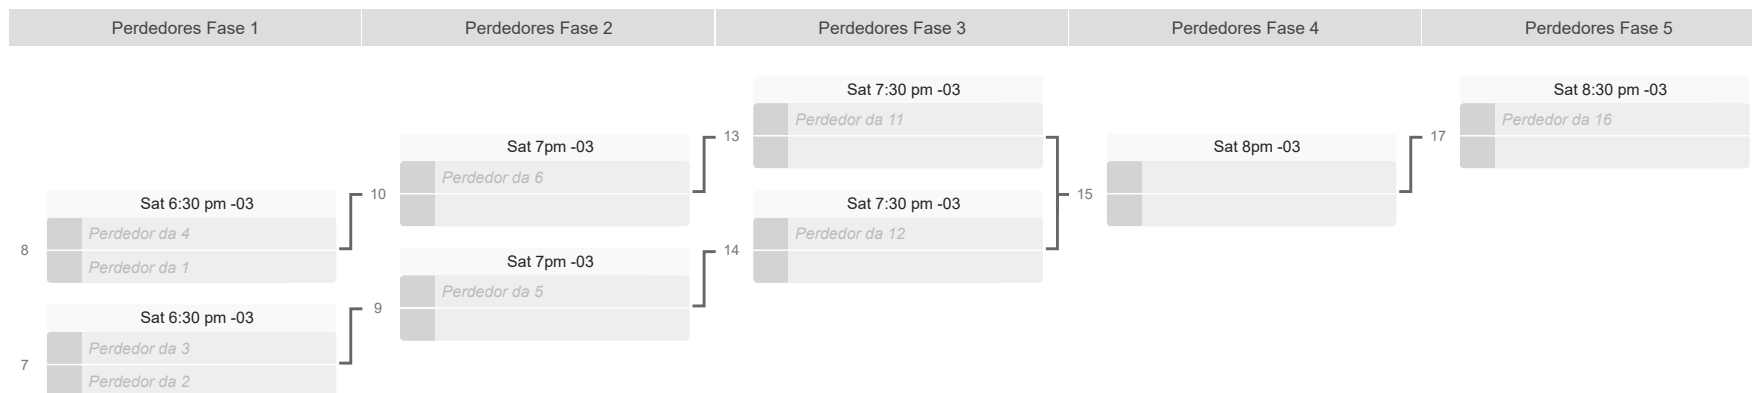 Perdedores Fase 1
Perdedores Fase 2
Perdedores Fase 3
Perdedores Fase 4
Perdedores Fase 5
8
Sat 6:30 pm -03
Perdedor da 4
Perdedor da 1
7
Sat 6:30 pm -03
Perdedor da 3
Perdedor da 2
10
Sat 7pm -03
Perdedor da 6
9
Sat 7pm -03
Perdedor da 5
13
Sat 7:30 pm -03
Perdedor da 11
14
Sat 7:30 pm -03
Perdedor da 12
15
Sat 8pm -03
17
Sat 8:30 pm -03
Perdedor da 16